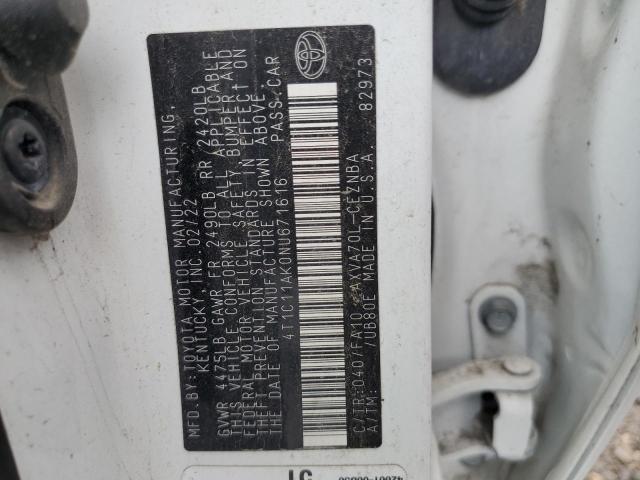 MFD.BY: TOYOTA MOTOR MANUFACTURING,
KENTUCKY, INC. 02/22
GVWR 4475LB GAWR FR 2490LB RR 2420LB
THIS VEHICLE CONFORMS TO ALL APPLICABLE
FEDERAL MOTOR VEHICLE SAFETY, BUMPER AND
THEFT PREVENTION STANDARDS IN EFFECT ON
THE DATE OF MANUFACTURE SHOWN ABOVE.
4T1C11AK0NU671616 PASS.CAR
C/TR: 040/FA10 AXVA70L-CEZNBA
A/TM: /UB80E MADE IN U.S.A. 82973